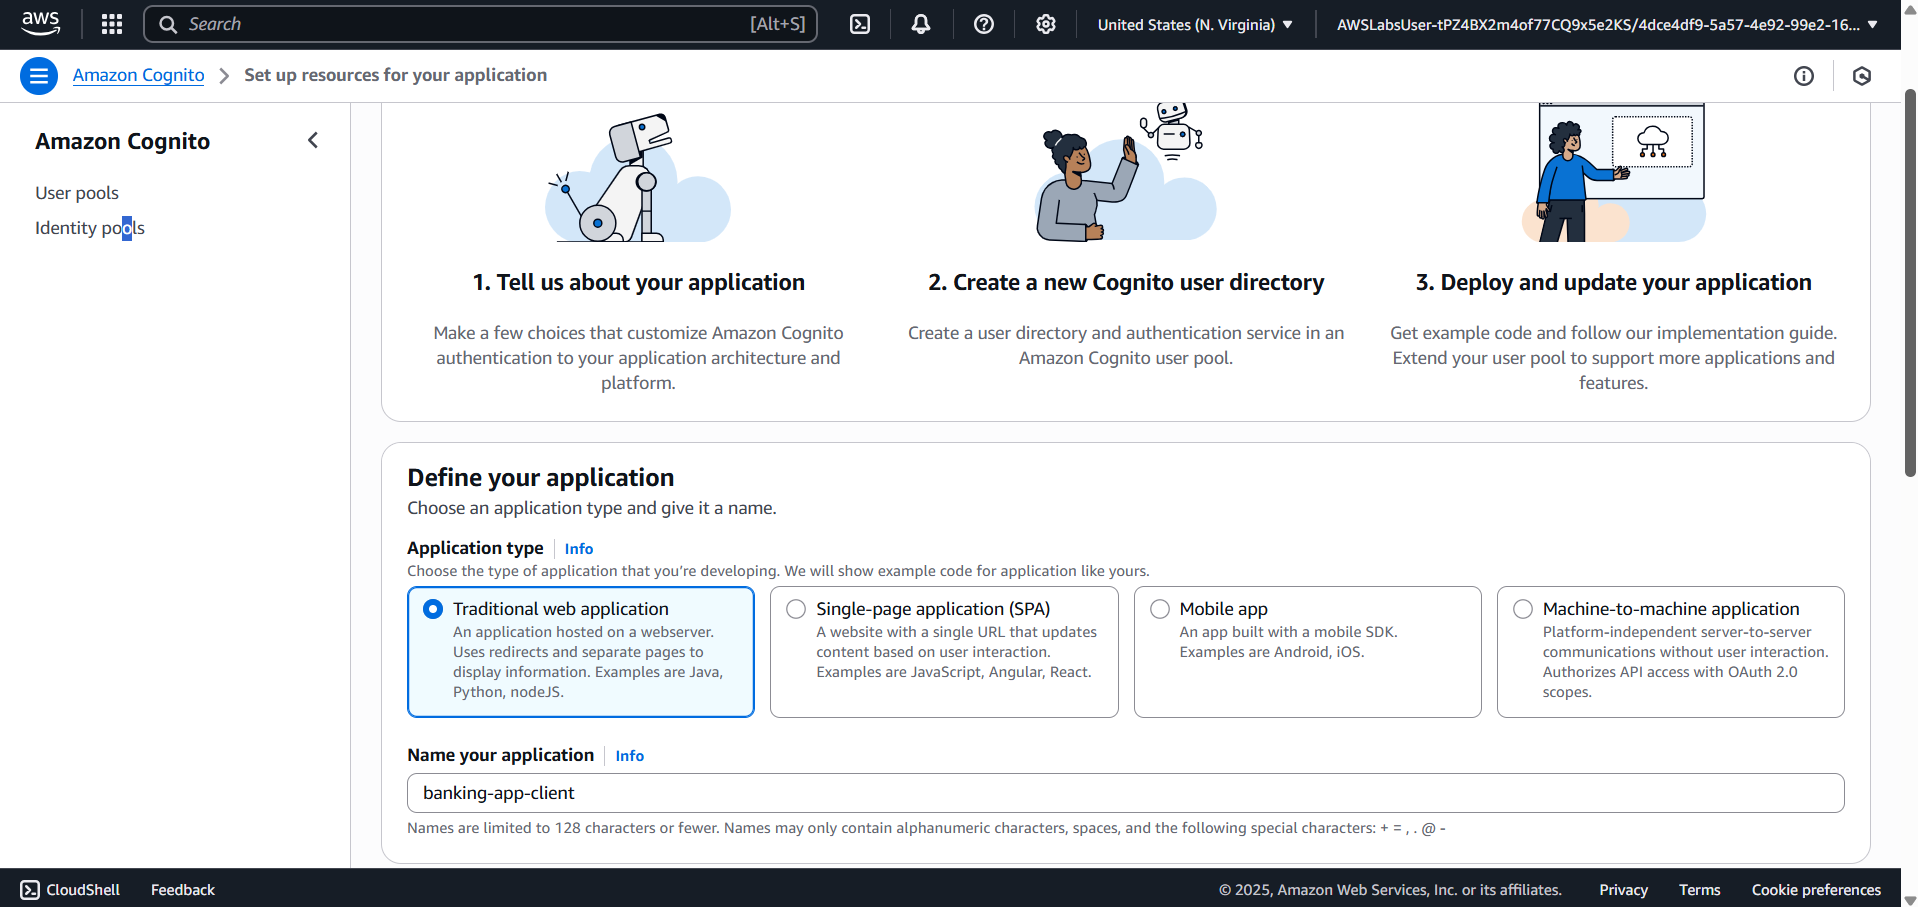 aws
Search [Alt+S]
United States (N. Virginia)
AWSLabsUser-tPZ4BX2m4of77CQ9x5e2KS/4dce4df9-5a57-4e92-99e2-16...
Amazon Cognito > Set up resources for your application
Amazon Cognito
User pools
Identity pools
1. Tell us about your application
Make a few choices that customize Amazon Cognito
authentication to your application architecture and
platform.
2. Create a new Cognito user directory
Create a user directory and authentication service in an
Amazon Cognito user pool.
3. Deploy and update your application
Get example code and follow our implementation guide.
Extend your user pool to support more applications and
features.
Define your application
Choose an application type and give it a name.
Application type Info
Choose the type of application that you’re developing. We will show example code for application like yours.
Traditional web application
An application hosted on a webserver.
Uses redirects and separate pages to
display information. Examples are Java,
Python, nodeJS.
Single-page application (SPA)
A website with a single URL that updates
content based on user interaction.
Examples are JavaScript, Angular, React.
Mobile app
An app built with a mobile SDK.
Examples are Android, iOS.
Machine-to-machine application
Platform-independent server-to-server
communications without user interaction.
Authorizes API access with OAuth 2.0
scopes.
Name your application Info
banking-app-client
Names are limited to 128 characters or fewer. Names may only contain alphanumeric characters, spaces, and the following special characters: + = , . @ -
CloudShell
Feedback
© 2025, Amazon Web Services, Inc. or its affiliates.
Privacy
Terms
Cookie preferences